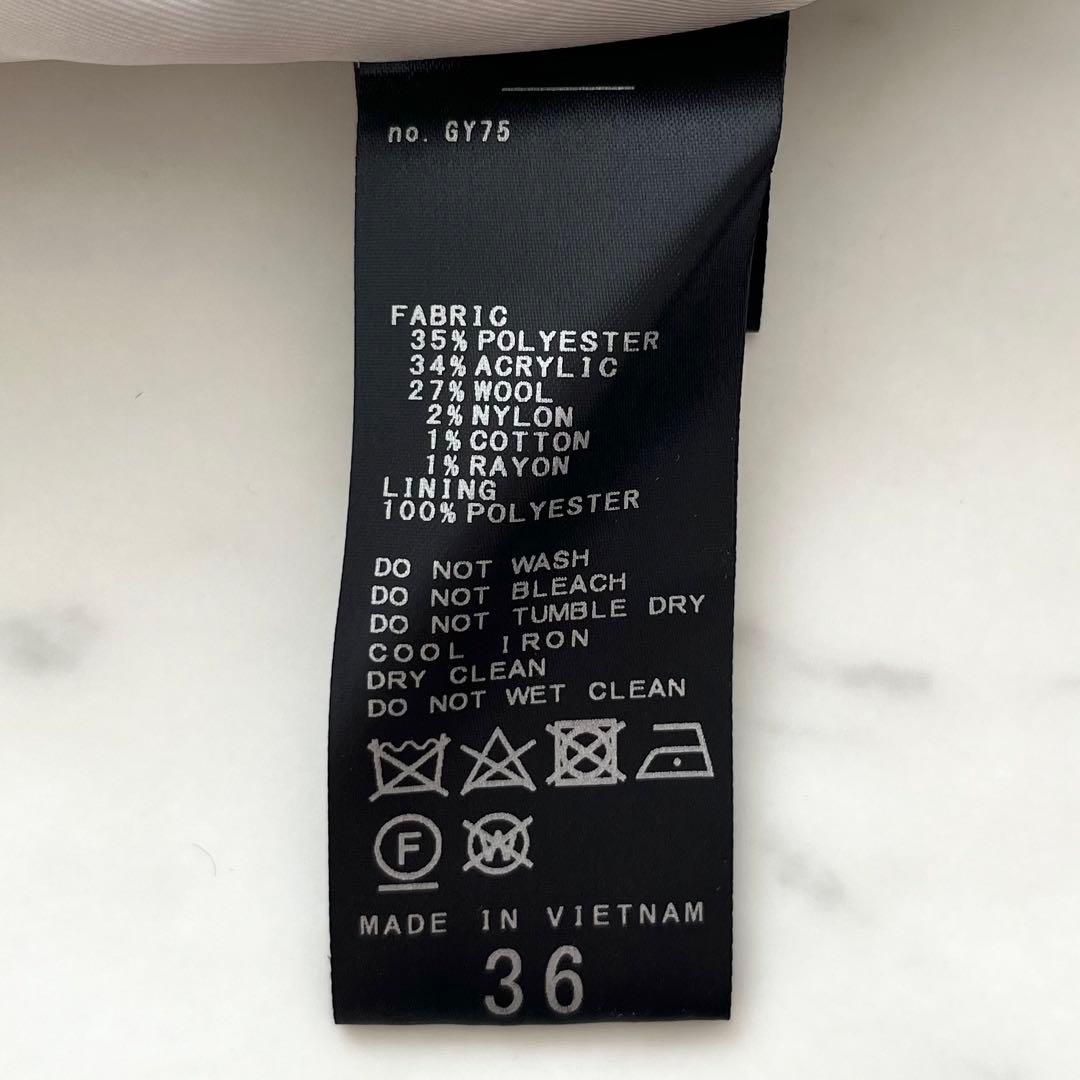 no. GY75
FABRIC
35% POLYESTER
34% ACRYLIC
27% WOOL
2% NYLON
1% COTTON
1% RAYON
LINING
100% POLYESTER
DO NOT WASH
DO NOT BLEACH
DO NOT TUMBLE DRY
COOL IRON
DRY CLEAN
DO NOT WET CLEAN
F W
MADE IN VIETNAM
36